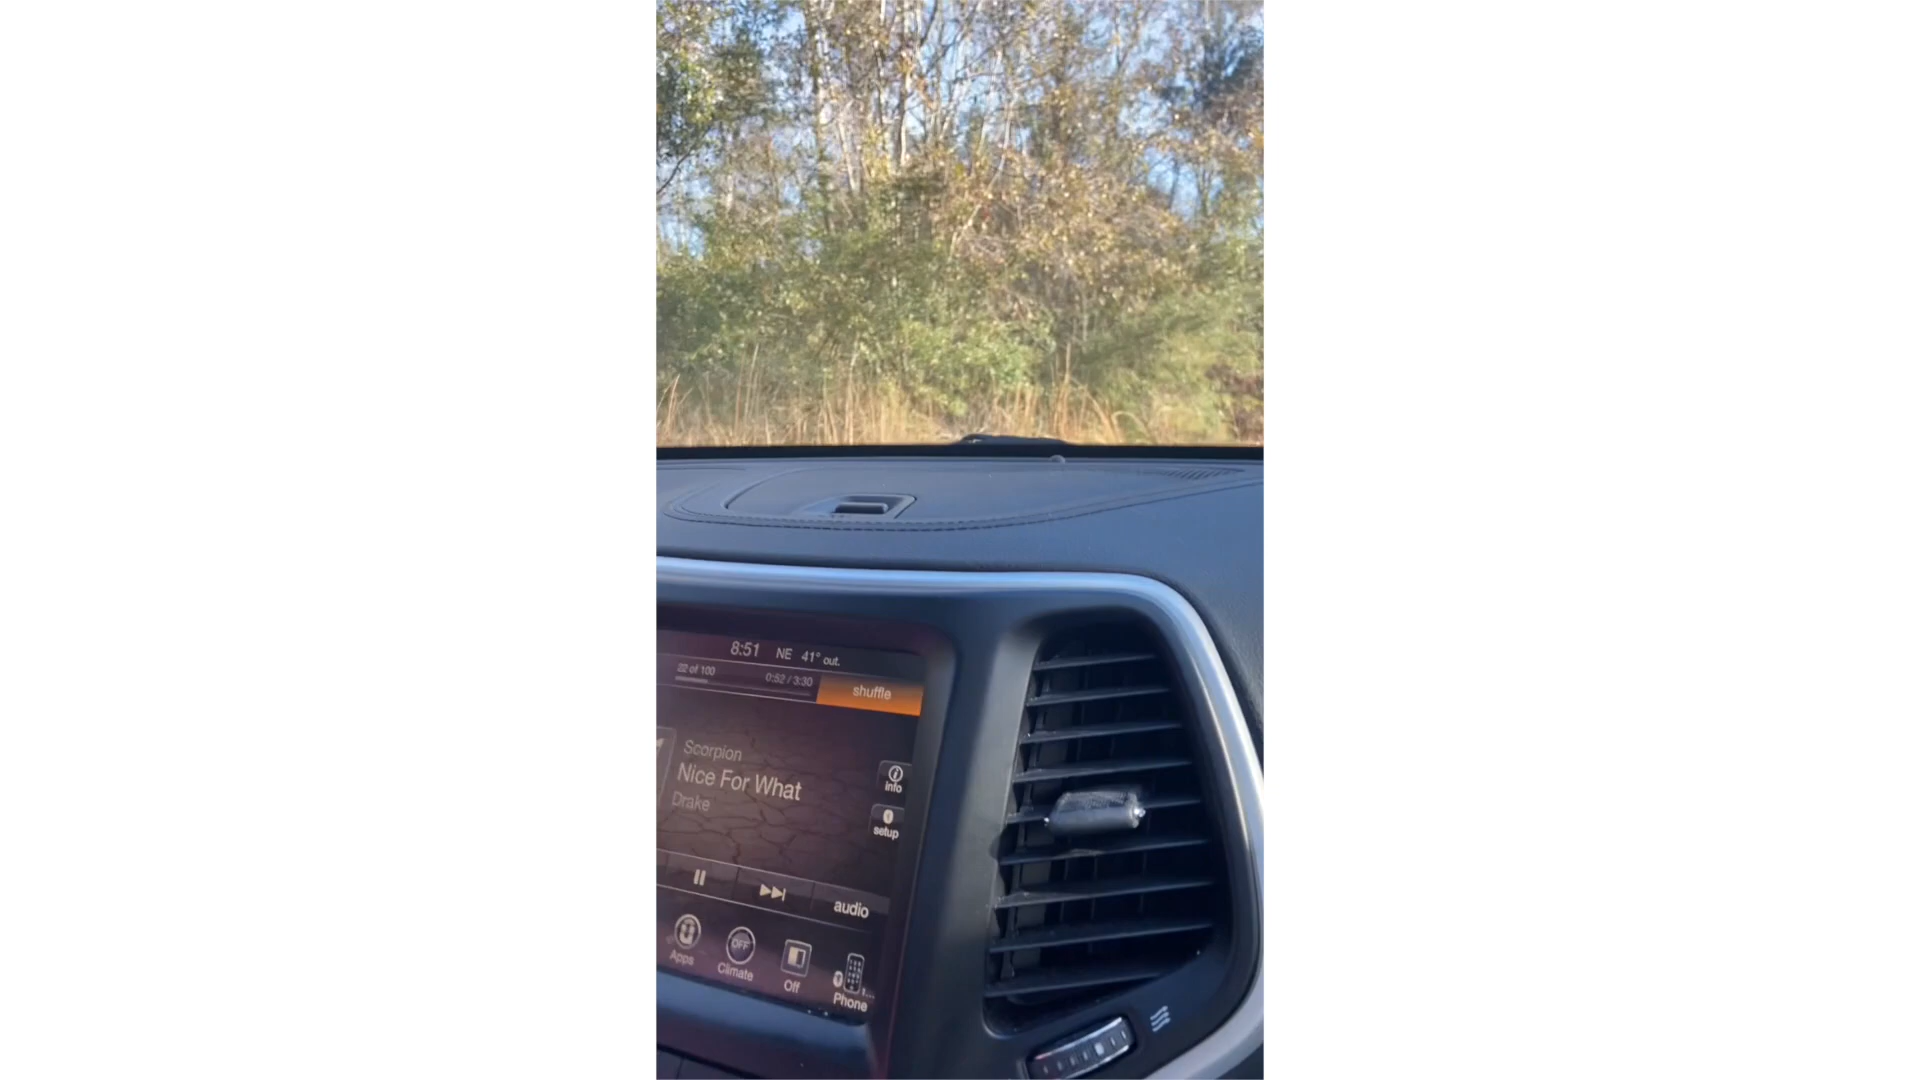 8:51 NE 41° out.
22 of 100 0:52 / 3:30 shuffle
Scorpion
Nice For What
Drake
info
setup
audio
OFF
Apps Climate Off Phone